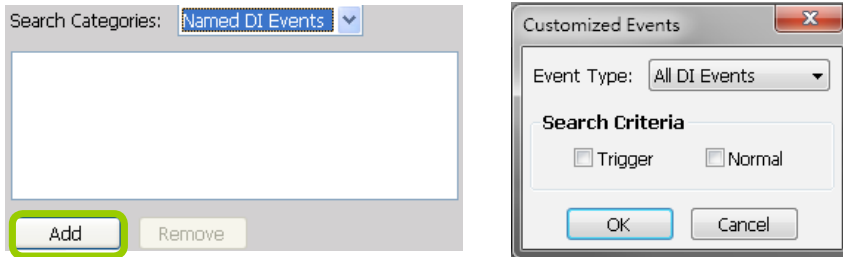 Search Categories: Named DI Events
Add Remove
Customized Events
Event Type: All DI Events
Search Criteria
Trigger Normal
OK Cancel